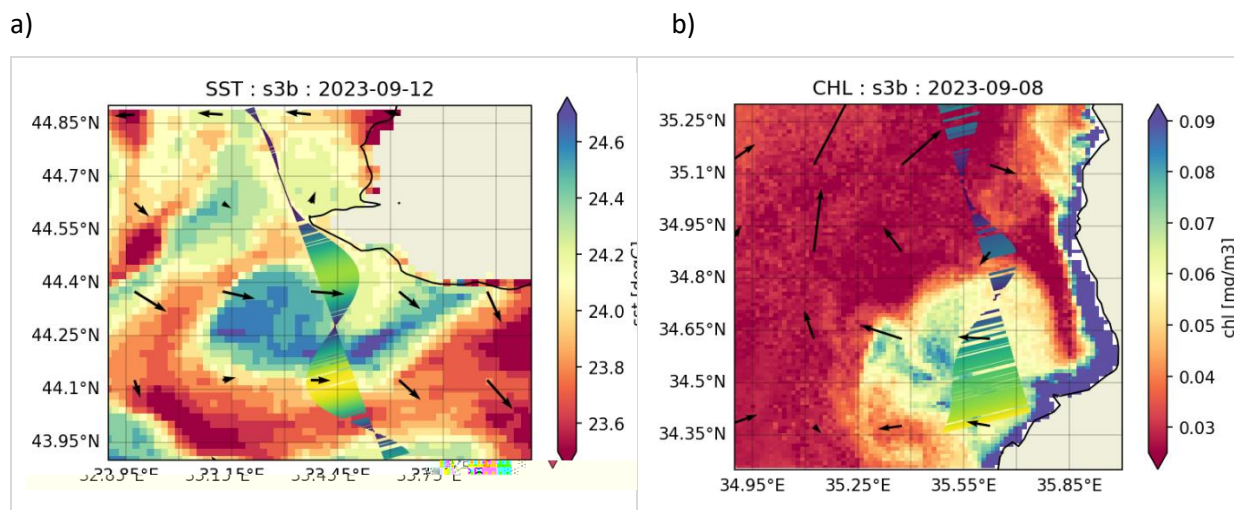 a)
b)
SST : s3b : 2023-09-12
44.85°N
44.7°N
44.55°N
44.4°N
44.25°N
44.1°N
43.95°N
24.6
24.4
24.2
24.0
23.8
23.6
sst [degC]
CHL : s3b : 2023-09-08
35.25°N
35.1°N
34.95°N
34.8°N
34.65°N
34.5°N
34.35°N
34.95°E
35.25°E
35.55°E
35.85°E
0.09
0.08
0.07
0.06
0.05
0.04
0.03
chl [mg/m3]